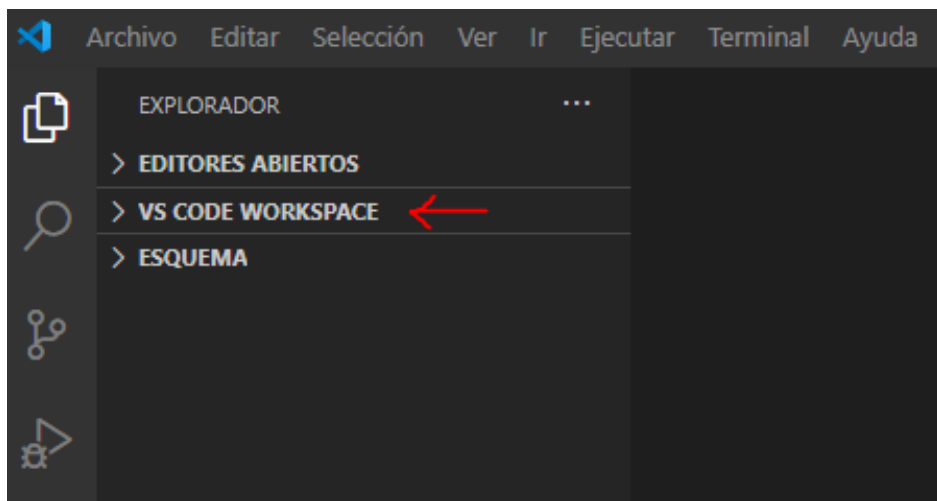 Archivo Editar Selección Ver Ir Ejecutar Terminal Ayuda
EXPLORADOR
EDITORES ABIERTOS
VS CODE WORKSPACE
ESQUEMA